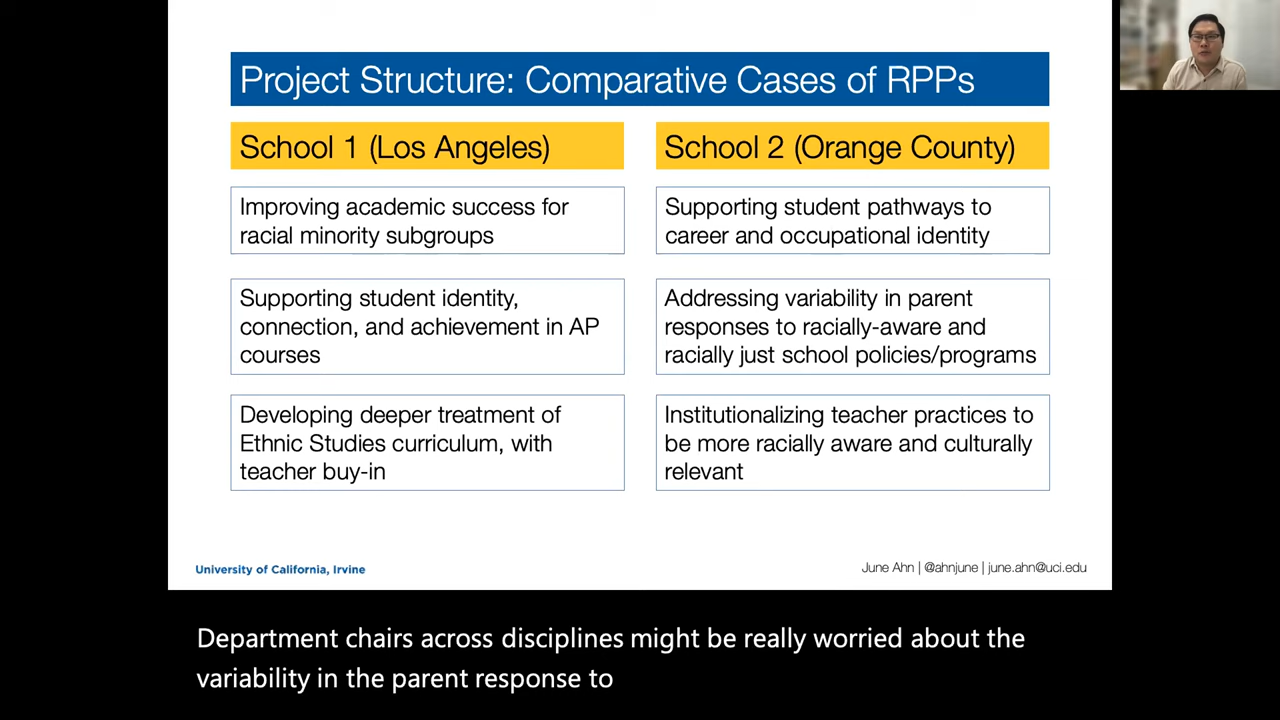 Project Structure: Comparative Cases of RPPs
School 1 (Los Angeles)
Improving academic success for
racial minority subgroups
Supporting student identity,
connection, and achievement in AP
courses
Developing deeper treatment of
Ethnic Studies curriculum, with
teacher buy-in
School 2 (Orange County)
Supporting student pathways to
career and occupational identity
Addressing variability in parent
responses to racially-aware and
racially just school policies/programs
Institutionalizing teacher practices to
be more racially aware and culturally
relevant
University of California, Irvine
June Ahn | @ahnjune | june.ahn@uci.edu
Department chairs across disciplines might be really worried about the
variability in the parent response to